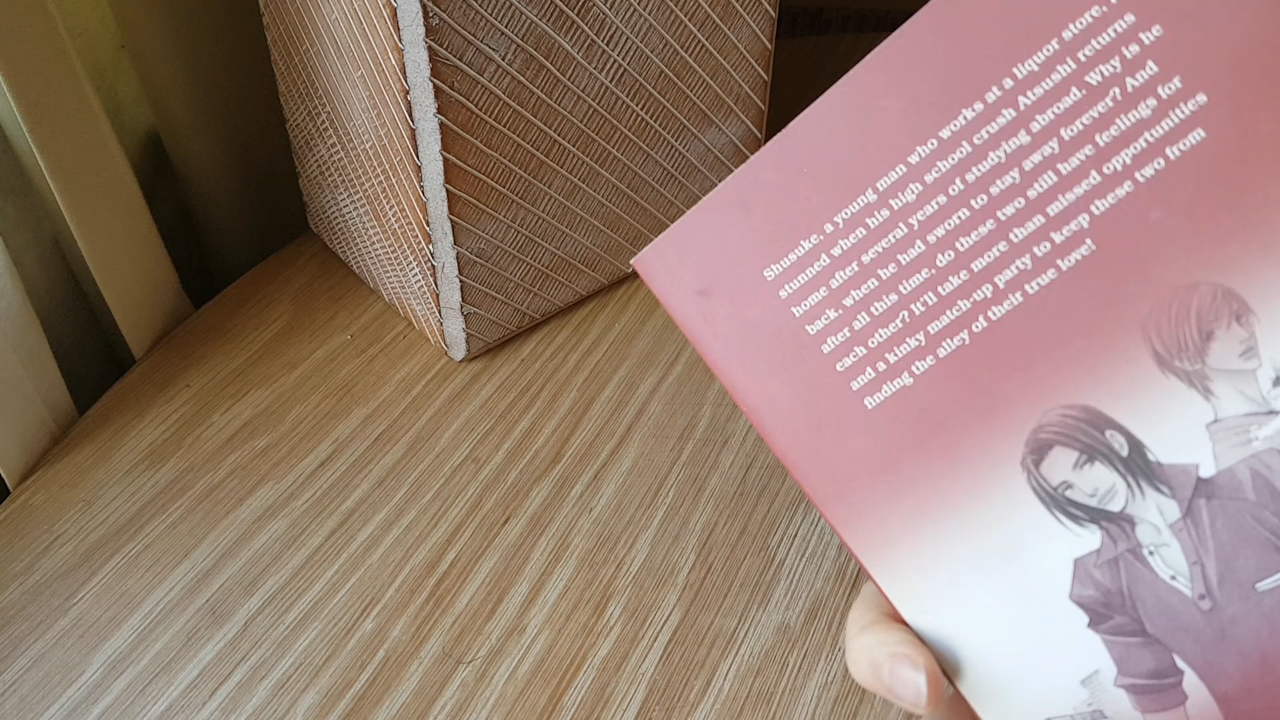 Shusuke, a young man who works at a liquor store,
stunned when his high school crush Atsushi returns
home after several years of studying abroad. Why is he
back, when he had sworn to stay away forever? And
after all this time, do these two still have feelings for
each other? It'll take more than missed opportunities
and a kinky match-up party to keep these two from
finding the alley of their true love!